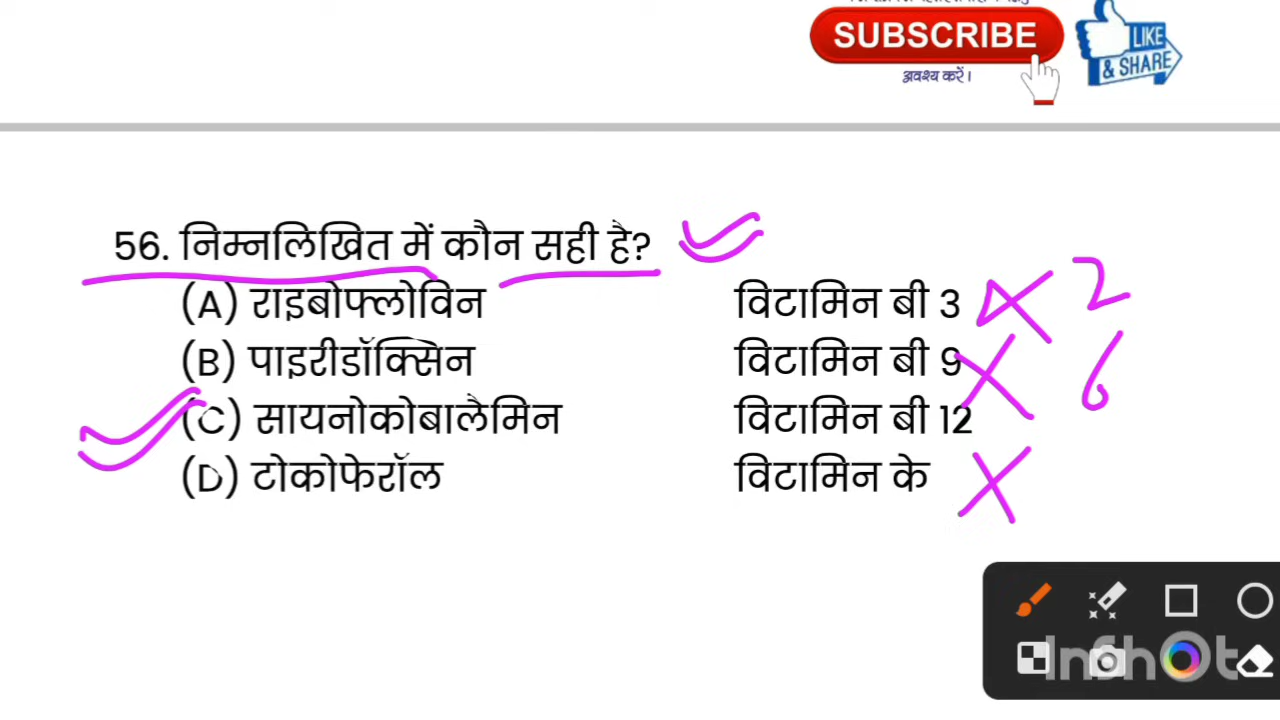 SUBSCRIBE
अवश्य करें।
LIKE
& SHARE
56. निम्नलिखित में कौन सही है?
(A) राइबोफ्लोविन विटामिन बी 3 2
(B) पाइरीडॉक्सिन विटामिन बी 9 6
(C) सायनोकोबालैमिन विटामिन बी 12
(D) टोकोफेरॉल विटामिन के
InShOt